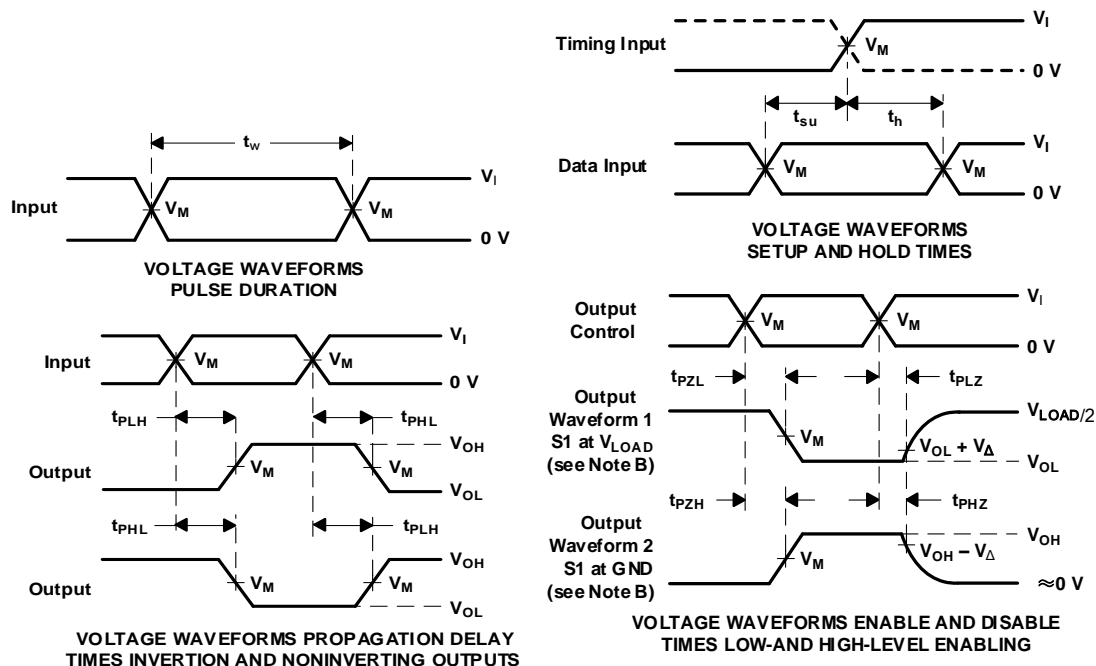 t_w
Input
V_I
V_M
V_M
0 V
VOLTAGE WAVEFORMS
PULSE DURATION
Timing Input
V_I
V_M
0 V
t_su
t_h
Data Input
V_I
V_M
V_M
0 V
VOLTAGE WAVEFORMS
SETUP AND HOLD TIMES
Input
V_I
V_M
V_M
0 V
t_PLH
t_PHL
Output
V_OH
V_M
V_M
V_OL
t_PHL
t_PLH
Output
V_OH
V_M
V_M
V_OL
VOLTAGE WAVEFORMS PROPAGATION DELAY
TIMES INVERTION AND NONINVERTING OUTPUTS
Output
Control
V_I
V_M
V_M
0 V
t_PZL
t_PLZ
Output
Waveform 1
S1 at V_LOAD
(see Note B)
V_LOAD/2
V_M
V_OL + V_Δ
V_OL
t_PZH
t_PHZ
Output
Waveform 2
S1 at GND
(see Note B)
V_OH
V_M
V_OH − V_Δ
≈0 V
VOLTAGE WAVEFORMS ENABLE AND DISABLE
TIMES LOW-AND HIGH-LEVEL ENABLING